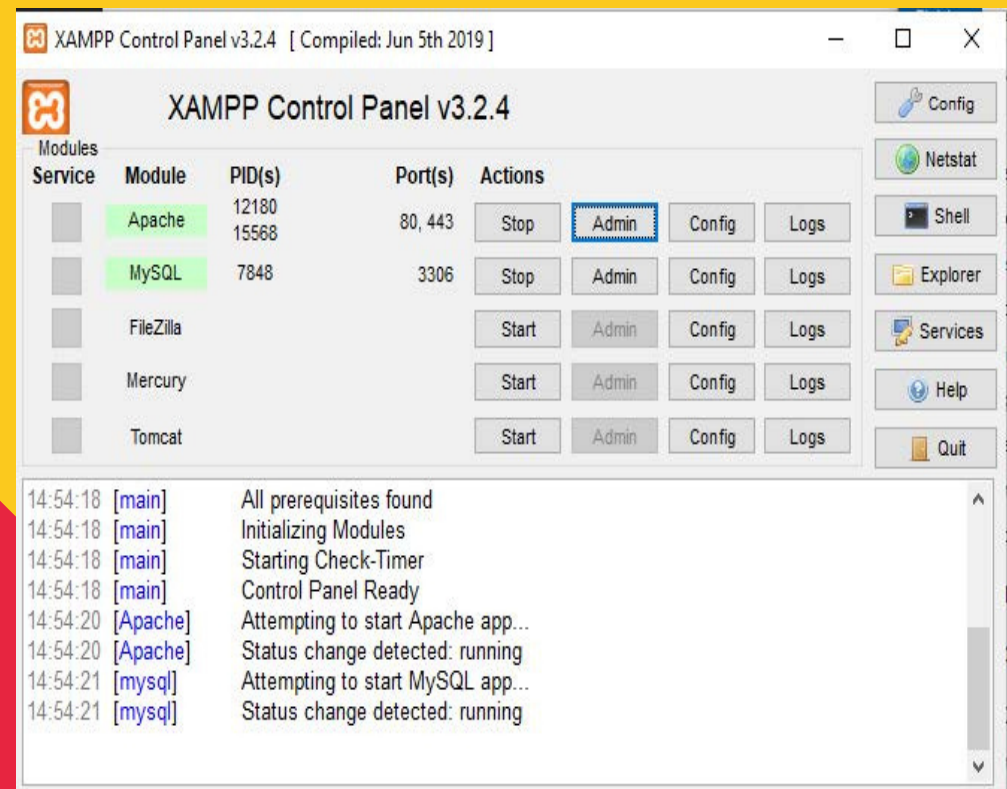 XAMPP Control Panel v3.2.4 [ Compiled: Jun 5th 2019 ]
XAMPP Control Panel v3.2.4
Config
Modules
Service Module PID(s) Port(s) Actions
Netstat
Apache 12180 15568 80, 443 Stop Admin Config Logs
Shell
MySQL 7848 3306 Stop Admin Config Logs
Explorer
FileZilla Start Admin Config Logs
Services
Mercury Start Admin Config Logs
Help
Tomcat Start Admin Config Logs
Quit
14:54:18 [main] All prerequisites found
14:54:18 [main] Initializing Modules
14:54:18 [main] Starting Check-Timer
14:54:18 [main] Control Panel Ready
14:54:20 [Apache] Attempting to start Apache app...
14:54:20 [Apache] Status change detected: running
14:54:21 [mysql] Attempting to start MySQL app...
14:54:21 [mysql] Status change detected: running